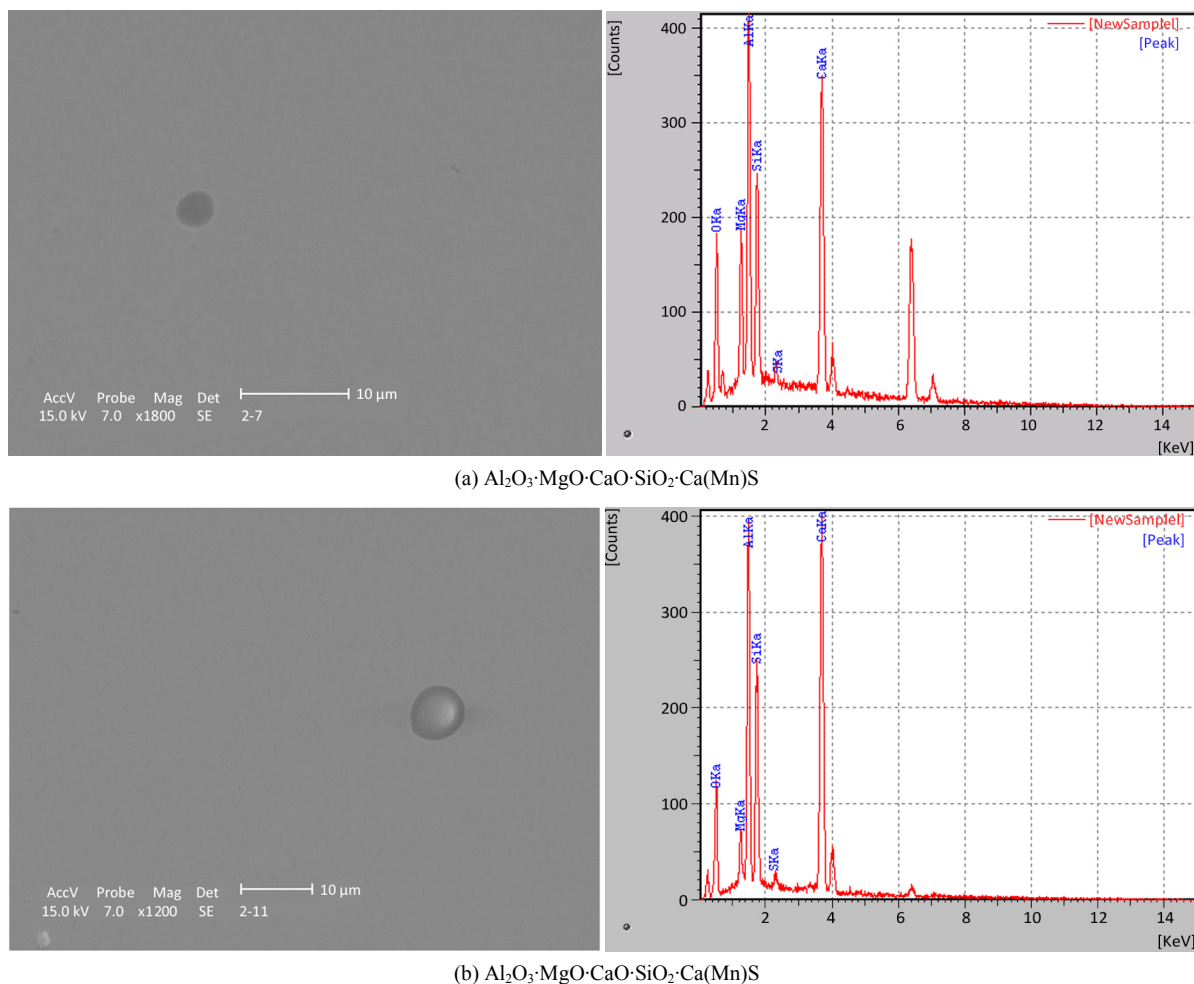 AccV Probe Mag Det 10 μm
15.0 kV 7.0 x1800 SE 2-7
[Counts]
400
300
200
100
0
OKa
MgKa
AlKa
SiKa
SKa
CaKa
[NewSampleI]
[Peak]
2 4 6 8 10 12 14
[KeV]
(a) Al₂O₃·MgO·CaO·SiO₂·Ca(Mn)S
AccV Probe Mag Det 10 μm
15.0 kV 7.0 x1200 SE 2-11
[Counts]
400
300
200
100
0
OKa
MgKa
AlKa
SiKa
SKa
CaKa
[NewSampleI]
[Peak]
2 4 6 8 10 12 14
[KeV]
(b) Al₂O₃·MgO·CaO·SiO₂·Ca(Mn)S